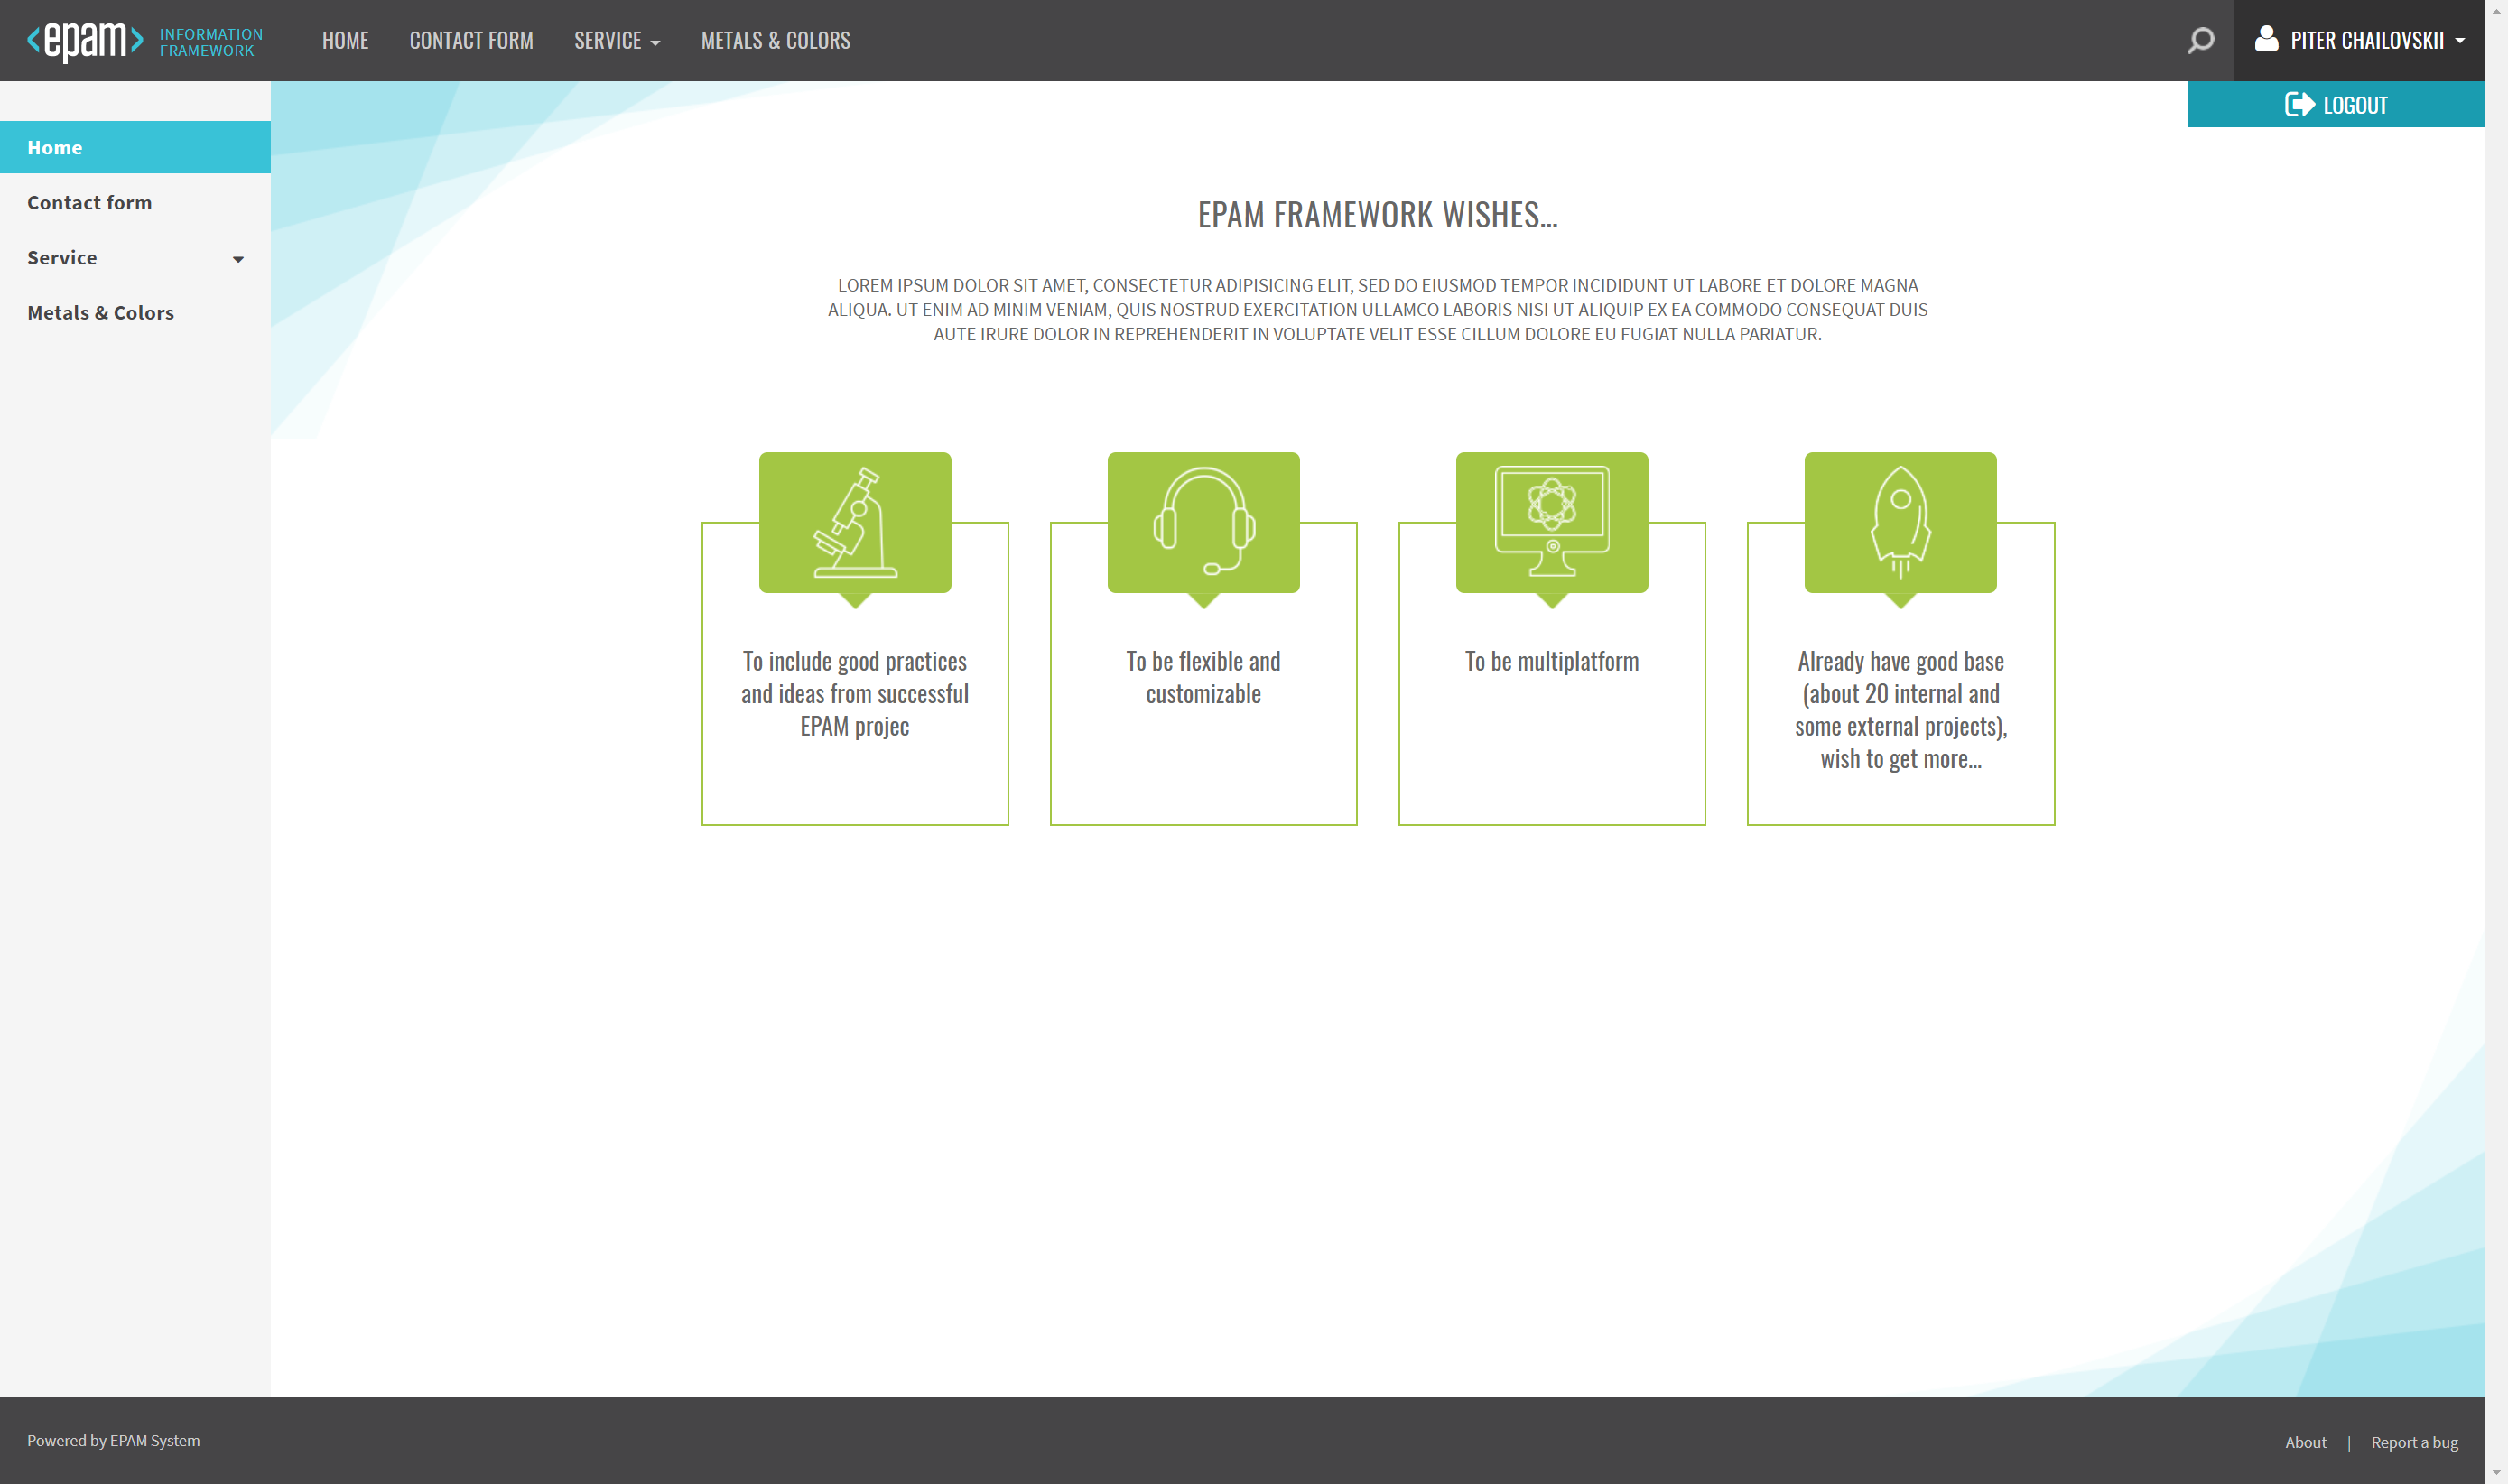 <epam> INFORMATION
FRAMEWORK
HOME CONTACT FORM SERVICE METALS & COLORS
PITER CHAILOVSKII
LOGOUT
Home
Contact form
Service
Metals & Colors
EPAM FRAMEWORK WISHES...
LOREM IPSUM DOLOR SIT AMET, CONSECTETUR ADIPISICING ELIT, SED DO EIUSMOD TEMPOR INCIDIDUNT UT LABORE ET DOLORE MAGNA
ALIQUA. UT ENIM AD MINIM VENIAM, QUIS NOSTRUD EXERCITATION ULLAMCO LABORIS NISI UT ALIQUIP EX EA COMMODO CONSEQUAT DUIS
AUTE IRURE DOLOR IN REPREHENDERIT IN VOLUPTATE VELIT ESSE CILLUM DOLORE EU FUGIAT NULLA PARIATUR.
To include good practices
and ideas from successful
EPAM projec
To be flexible and
customizable
To be multiplatform
Already have good base
(about 20 internal and
some external projects),
wish to get more...
Powered by EPAM System
About | Report a bug